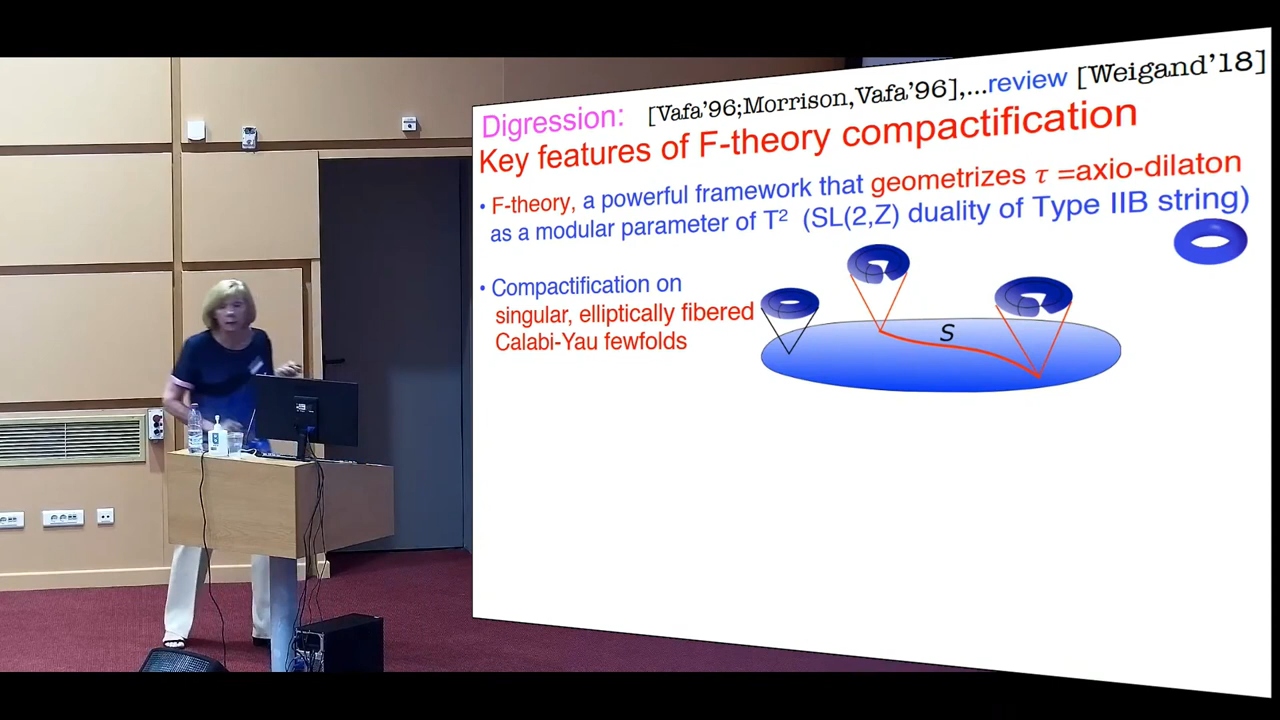 Digression: [Vafa'96;Morrison,Vafa'96],...review [Weigand'18]
Key features of F-theory compactification
• F-theory, a powerful framework that geometrizes τ =axio-dilaton
as a modular parameter of T² (SL(2,Z) duality of Type IIB string)
• Compactification on
singular, elliptically fibered
Calabi-Yau fewfolds
S